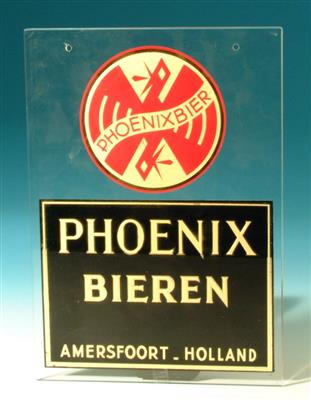 PHOENIXBIER
PHOENIX
BIEREN
AMERSFOORT - HOLLAND